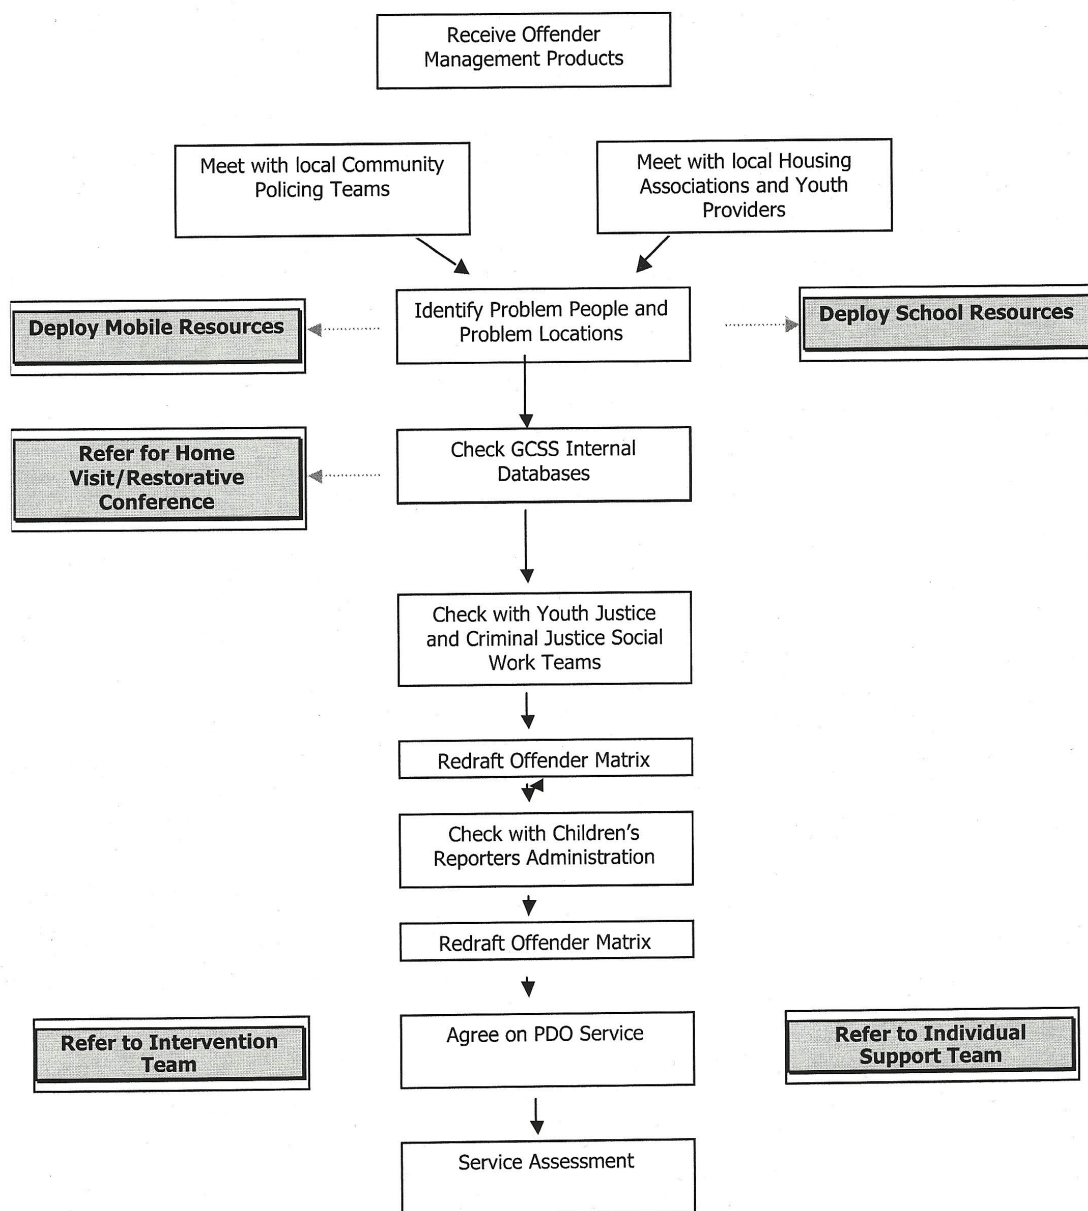 Receive Offender
Management Products
Meet with local Community
Policing Teams
Meet with local Housing
Associations and Youth
Providers
Deploy Mobile Resources
Identify Problem People and
Problem Locations
Deploy School Resources
Refer for Home
Visit/Restorative
Conference
Check GCSS Internal
Databases
Check with Youth Justice
and Criminal Justice Social
Work Teams
Redraft Offender Matrix
Check with Children's
Reporters Administration
Redraft Offender Matrix
Refer to Intervention
Team
Agree on PDO Service
Refer to Individual
Support Team
Service Assessment